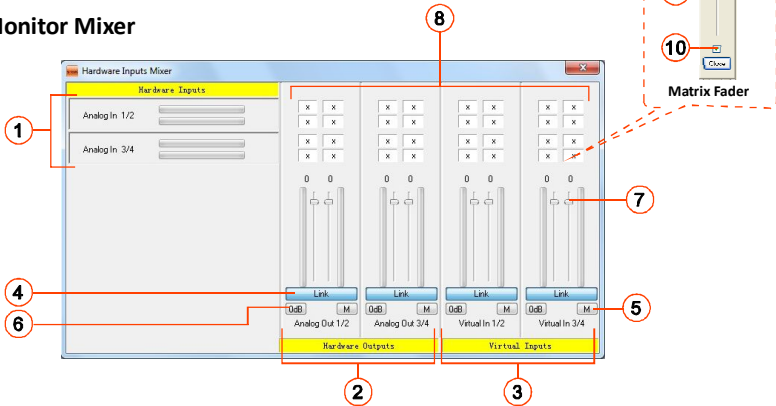 onitor Mixer
8
10
Close
Matrix Fader
Hardware Inputs Mixer
x
Hardware Inputs
1
Analog In 1/2
Analog In 3/4
x x x x x x x x
x x x x x x x x
x x x x x x x x
x x x x x x x x
0 0 0 0 0 0 0 0
7
4
Link Link Link Link
6
0dB M 0dB M 0dB M 0dB M
5
Analog Out 1/2 Analog Out 3/4 Virtual In 1/2 Virtual In 3/4
Hardware Outputs Virtual Inputs
2 3